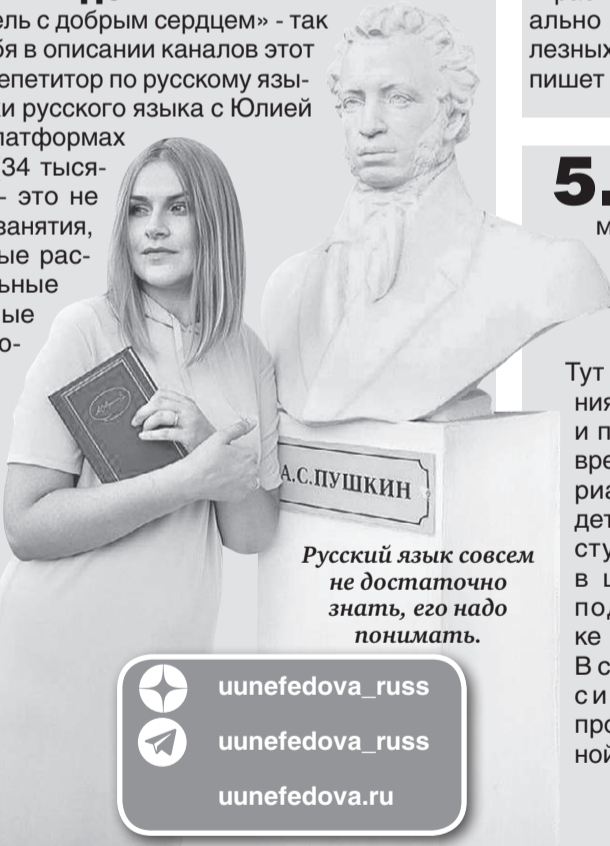 ель с добрым сердцем» - так
бя в описании каналов этот
епетитор по русскому язы-
ки русского языка с Юлией
латформах
34 тыся-
- это не
занятия,
ые рас-
ьные
ые
о-
А.С.ПУШКИН
Русский язык совсем
не достаточно
знать, его надо
понимать.
uunefedova_russ
uunefedova_russ
uunefedova.ru
ально
лезных
пишет
5.
м
Тут
ния
и п
вре
риа
дет
сту
в ш
под
ке
В с
си
про
ной